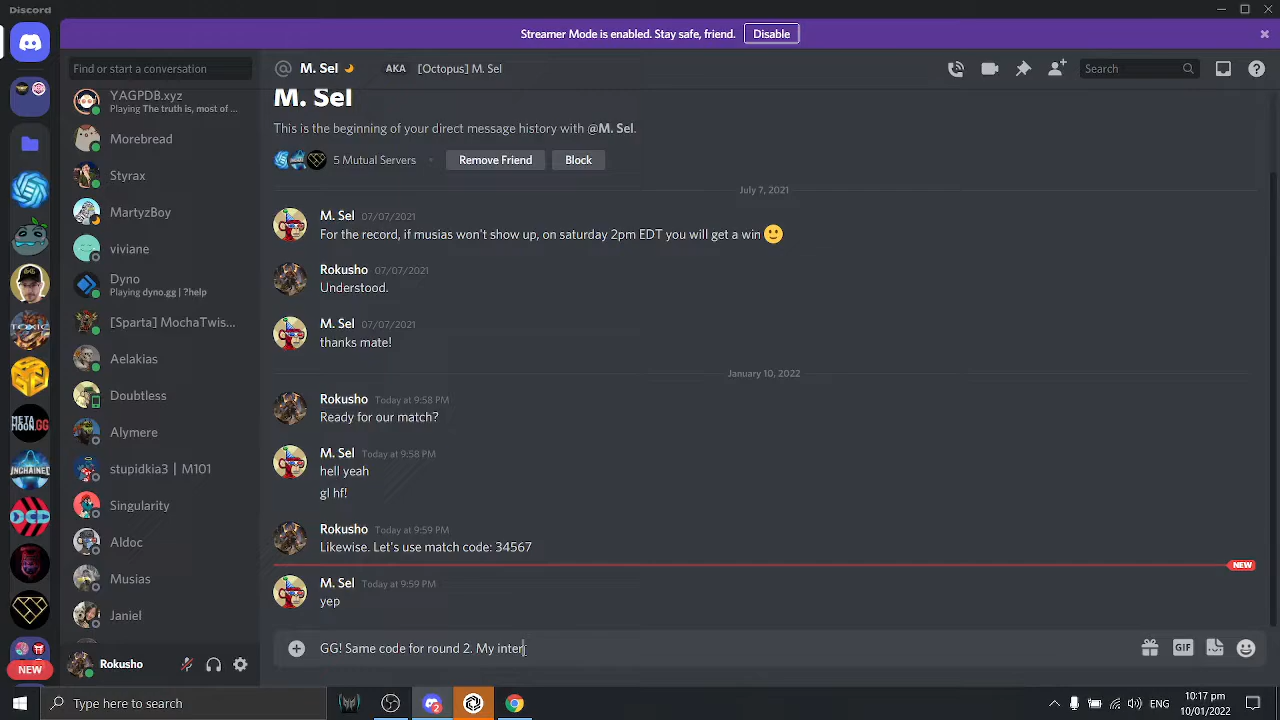 Discord
Streamer Mode is enabled. Stay safe, friend.
Disable
Find or start a conversation
M. Sel
AKA
[Octopus] M. Sel
Search
YAGPDB.xyz
Playing The truth is, most of ...
Morebread
Styrax
MartyzBoy
viviane
Dyno
Playing dyno.gg | ?help
[Sparta] MochaTwis...
Aelakias
Doubtless
Alymere
stupidkia3 | M101
Singularity
Aldoc
Musias
Janiel
TOXIC
META
MOON.GG
UNCHAINED
NEW
Rokusho
M. Sel
This is the beginning of your direct message history with @M. Sel.
5 Mutual Servers
Remove Friend
Block
July 7, 2021
M. Sel 07/07/2021
For the record, if musias won't show up, on saturday 2pm EDT you will get a win
Rokusho 07/07/2021
Understood.
M. Sel 07/07/2021
thanks mate!
January 10, 2022
Rokusho Today at 9:58 PM
Ready for our match?
M. Sel Today at 9:58 PM
hell yeah
gl hf!
Rokusho Today at 9:59 PM
Likewise. Let's use match code: 34567
NEW
M. Sel Today at 9:59 PM
yep
GG! Same code for round 2. My inter
GIF
Type here to search
2
ENG
10:17 pm
10/01/2022